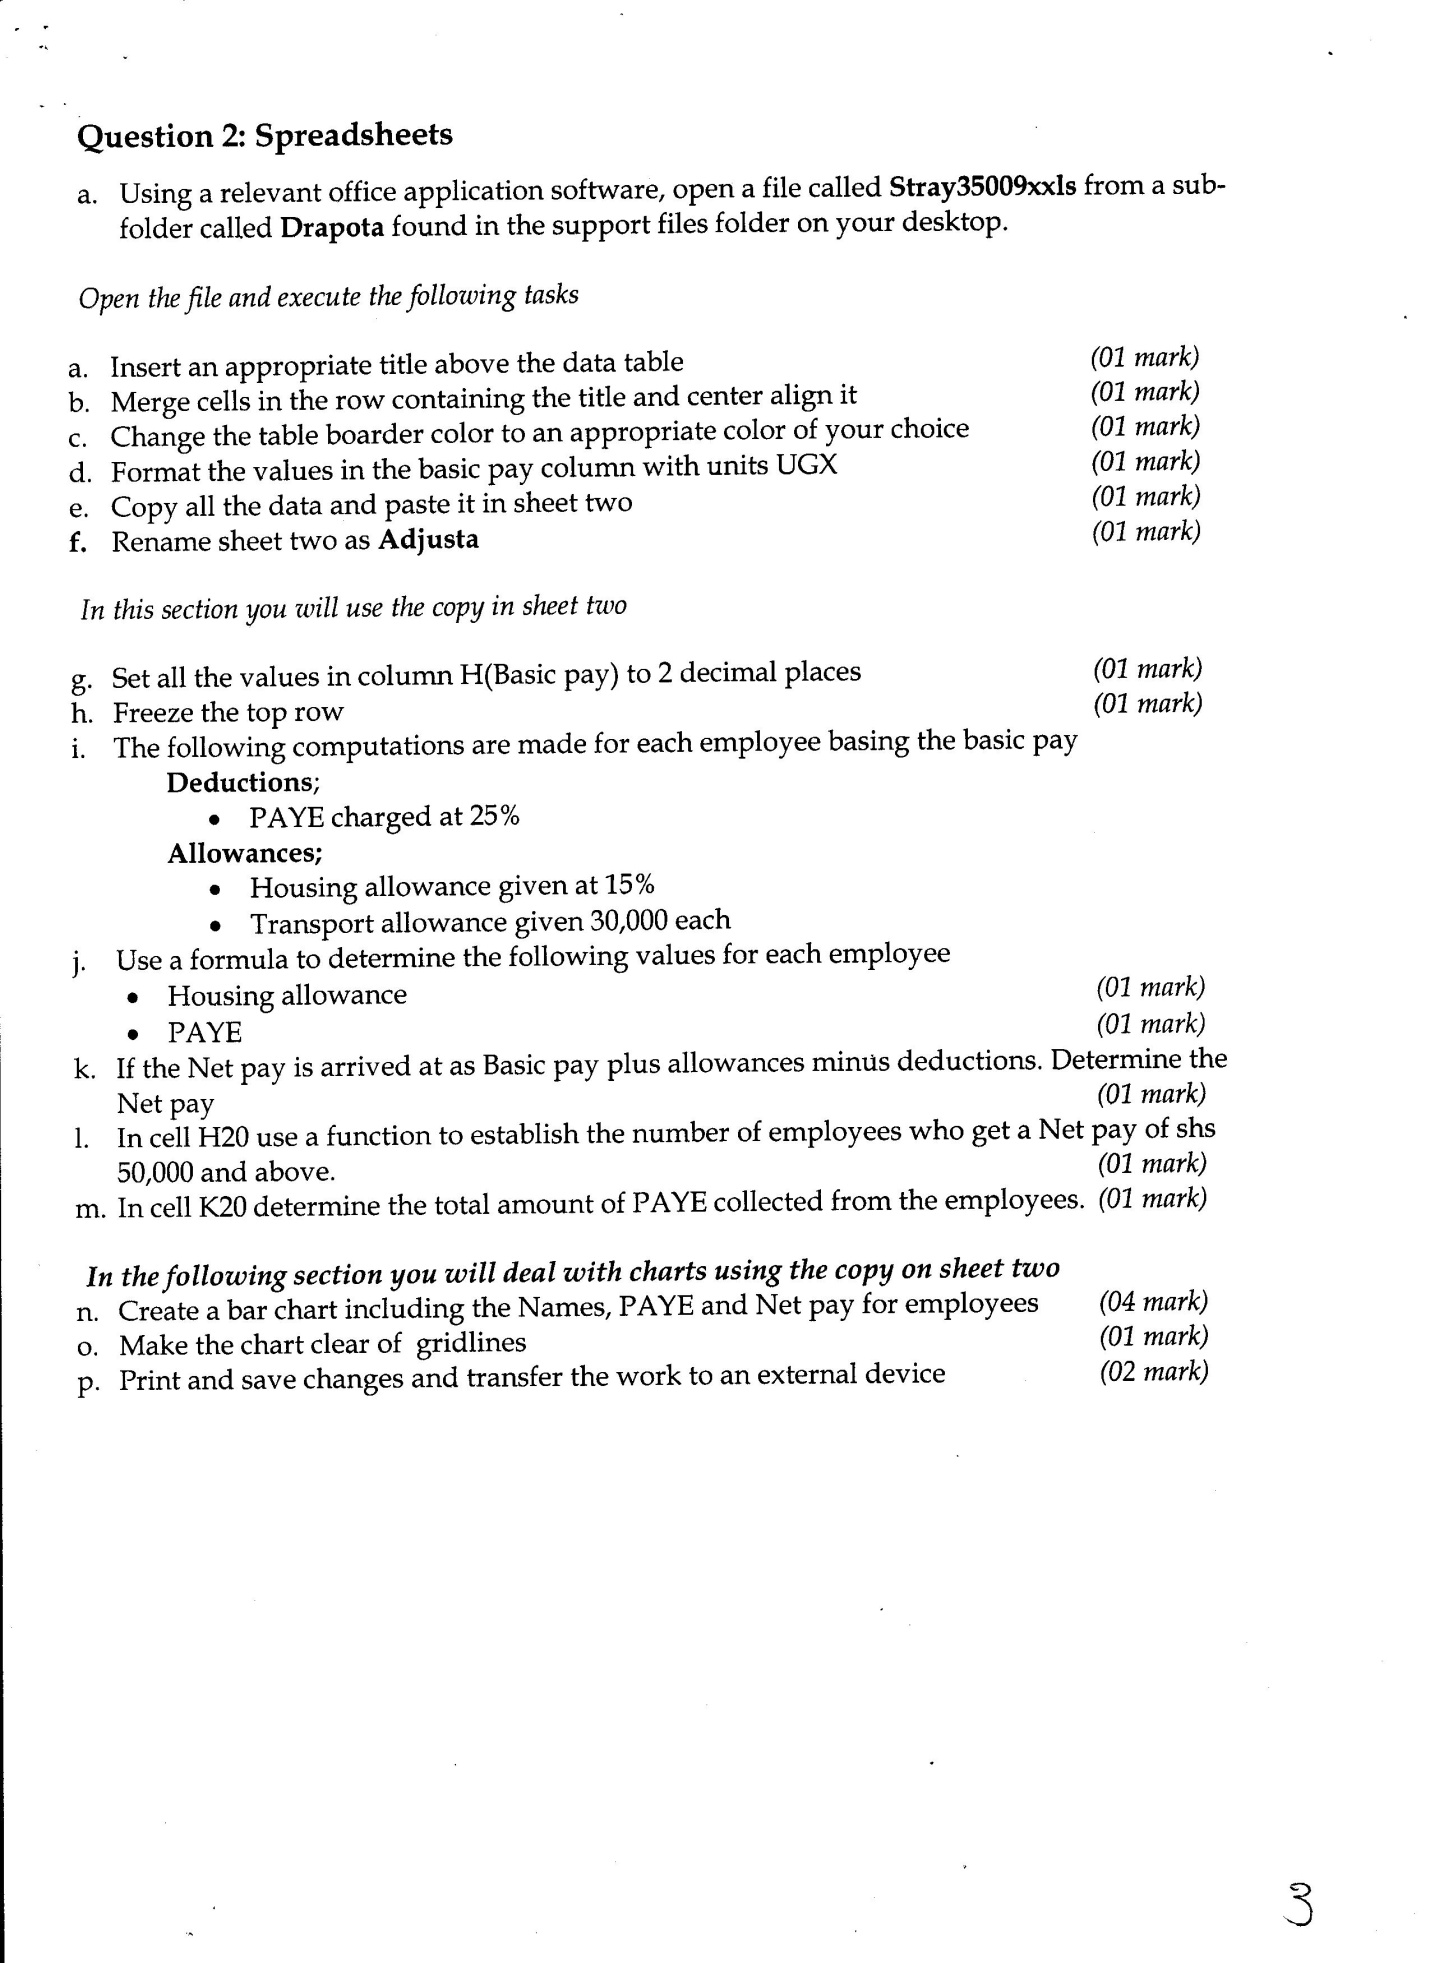 Question 2: Spreadsheets
a. Using a relevant office application software, open a file called Stray35009xxls from a sub-
folder called Drapota found in the support files folder on your desktop.
Open the file and execute the following tasks
a. Insert an appropriate title above the data table (01 mark)
b. Merge cells in the row containing the title and center align it (01 mark)
c. Change the table boarder color to an appropriate color of your choice (01 mark)
d. Format the values in the basic pay column with units UGX (01 mark)
e. Copy all the data and paste it in sheet two (01 mark)
f. Rename sheet two as Adjusta (01 mark)
In this section you will use the copy in sheet two
g. Set all the values in column H(Basic pay) to 2 decimal places (01 mark)
h. Freeze the top row (01 mark)
i. The following computations are made for each employee basing the basic pay
Deductions;
• PAYE charged at 25%
Allowances;
• Housing allowance given at 15%
• Transport allowance given 30,000 each
j. Use a formula to determine the following values for each employee
• Housing allowance (01 mark)
• PAYE (01 mark)
k. If the Net pay is arrived at as Basic pay plus allowances minus deductions. Determine the
Net pay (01 mark)
l. In cell H20 use a function to establish the number of employees who get a Net pay of shs
50,000 and above. (01 mark)
m. In cell K20 determine the total amount of PAYE collected from the employees. (01 mark)
In the following section you will deal with charts using the copy on sheet two
n. Create a bar chart including the Names, PAYE and Net pay for employees (04 mark)
o. Make the chart clear of gridlines (01 mark)
p. Print and save changes and transfer the work to an external device (02 mark)
3